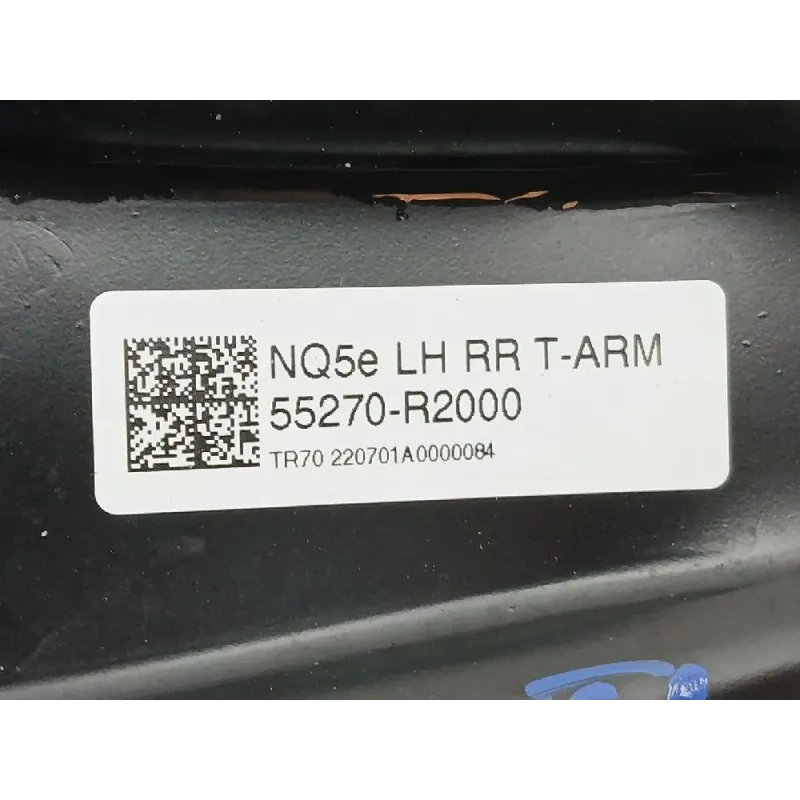 NQ5e LH RR T-ARM
55270-R2000
TR70 220701A0000084